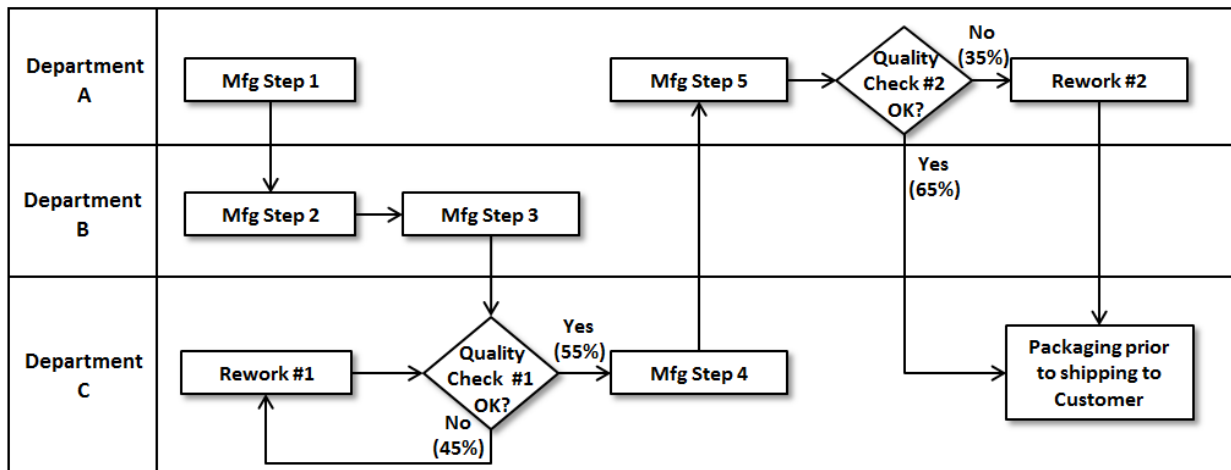 Department
A
Mfg Step 1
Mfg Step 5
Quality
Check #2
OK?
No
(35%)
Rework #2
Yes
(65%)
Department
B
Mfg Step 2
Mfg Step 3
Department
C
Rework #1
Quality
Check #1
OK?
No
(45%)
Yes
(55%)
Mfg Step 4
Packaging prior
to shipping to
Customer